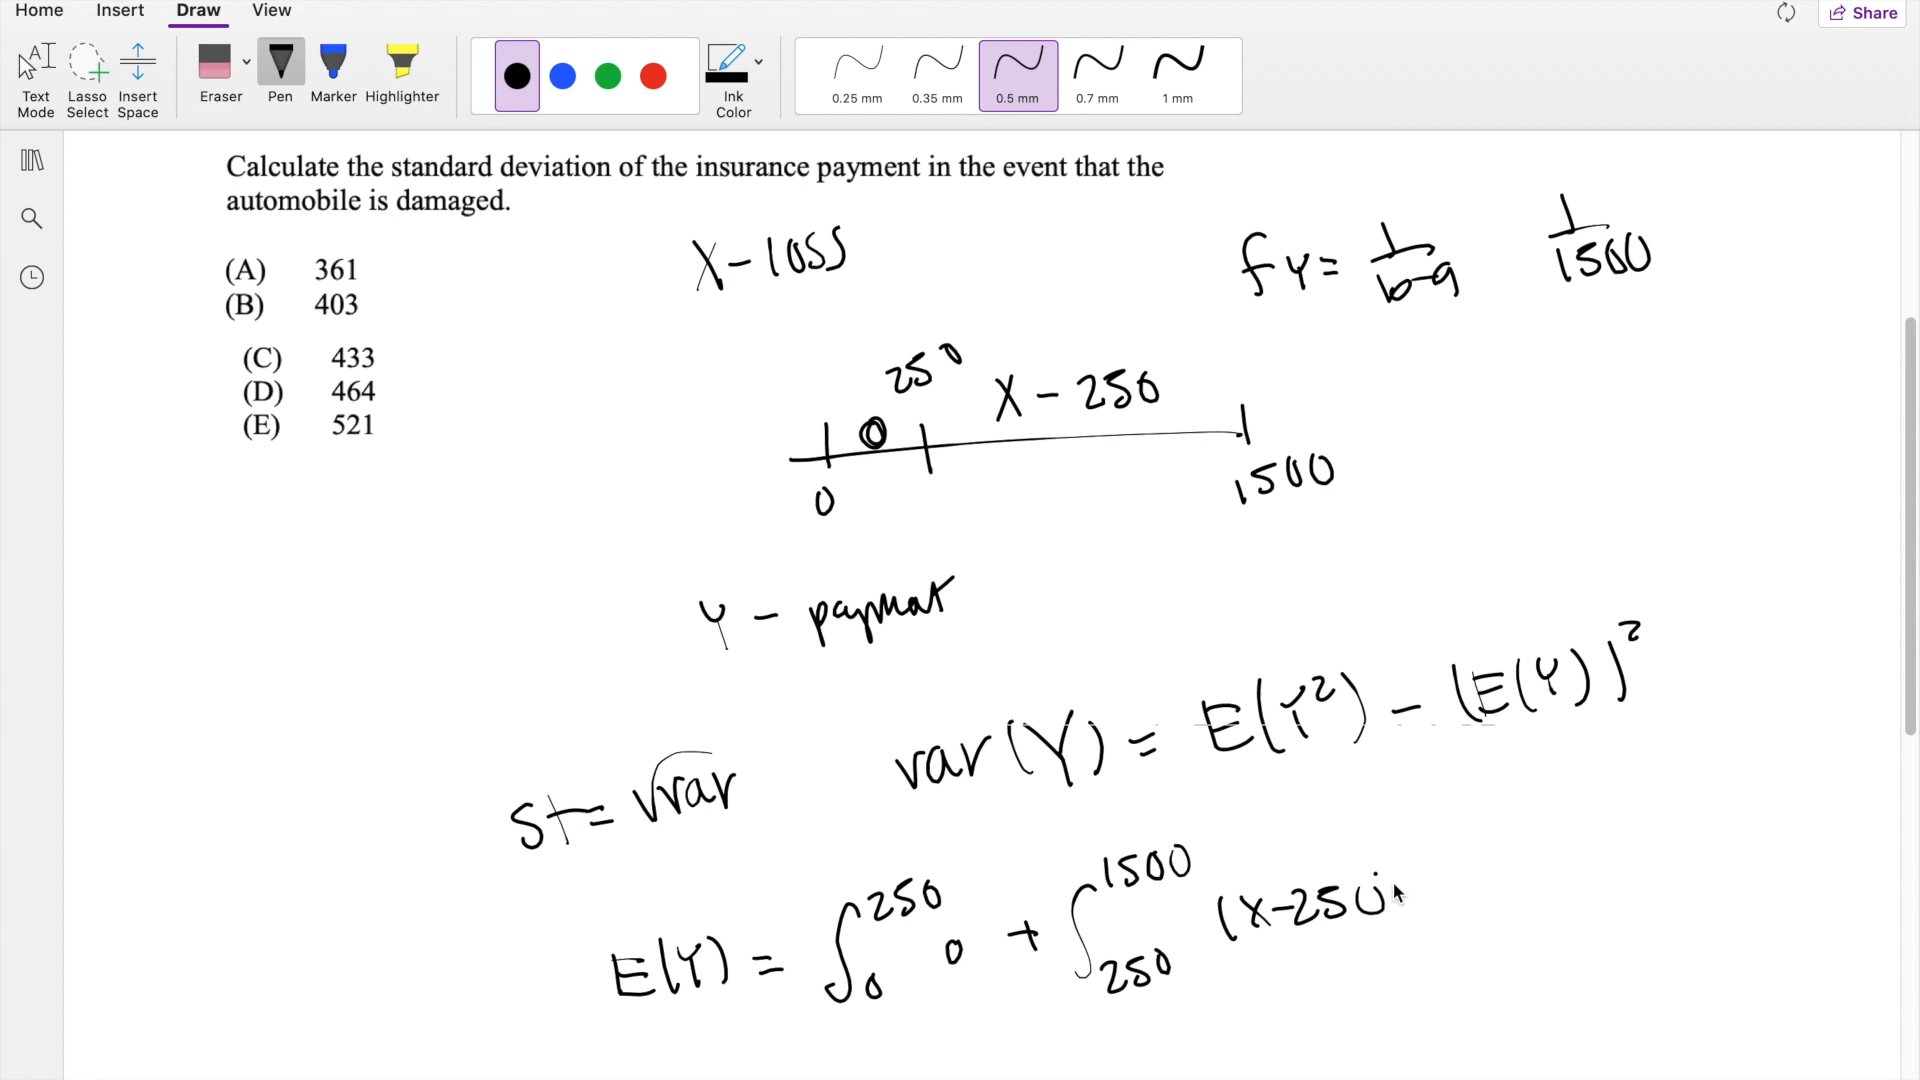 Home Insert Draw View
Share
Text Mode
Lasso Select
Insert Space
Eraser
Pen
Marker
Highlighter
Ink Color
0.25 mm
0.35 mm
0.5 mm
0.7 mm
1 mm
Calculate the standard deviation of the insurance payment in the event that the
automobile is damaged.
(A) 361
(B) 403
(C) 433
(D) 464
(E) 521
X - loss
f Y = 1/b-a 1/1500
250 X - 250
0
0 1500
Y - payment
var(Y) = E(Y²) - (E(Y))²
St = √var
E(Y) = ∫₀²⁵⁰ 0 + ∫₂₅₀¹⁵⁰⁰ (X-250